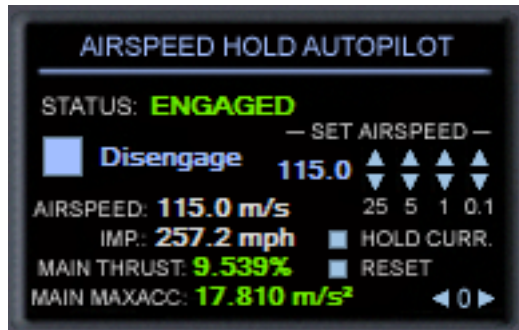 AIRSPEED HOLD AUTOPILOT
STATUS: ENGAGED
— SET AIRSPEED —
Disengage 115.0
AIRSPEED: 115.0 m/s 25 5 1 0.1
IMP.: 257.2 mph HOLD CURR.
MAIN THRUST: 9.539% RESET
MAIN MAXACC: 17.810 m/s² ◀ 0 ▶